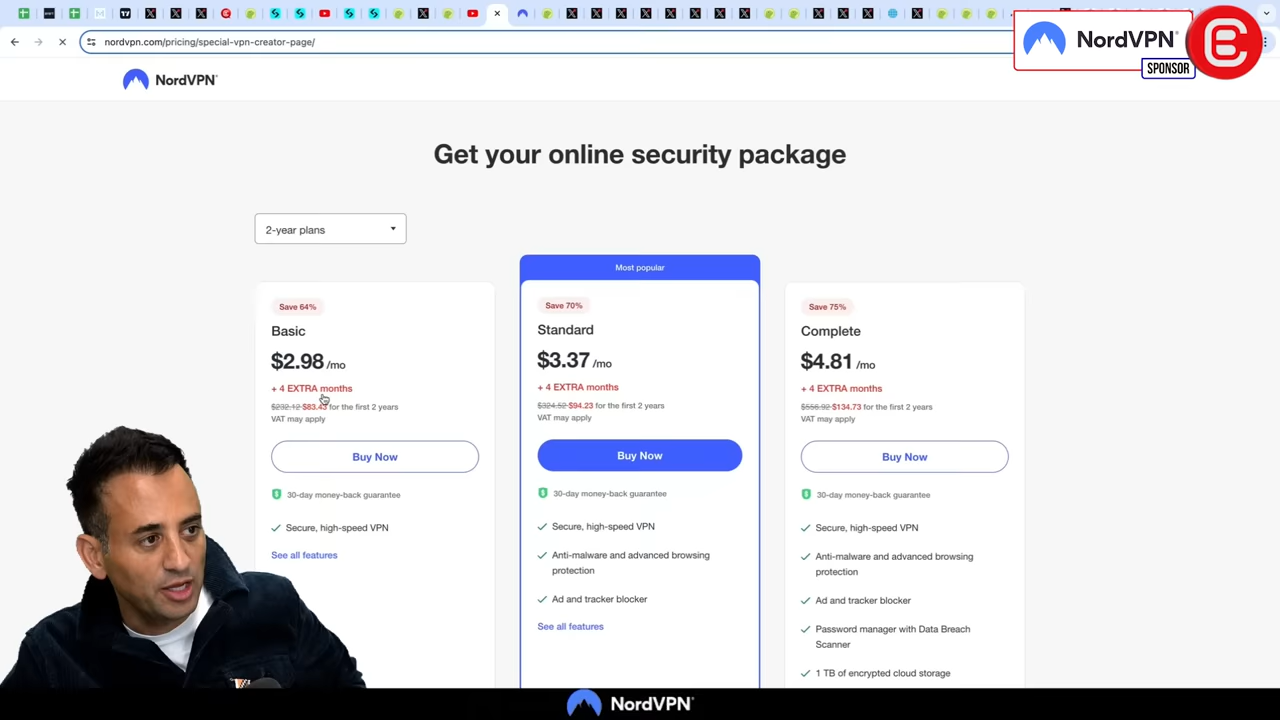 nordvpn.com/pricing/special-vpn-creator-page/
NordVPN®
SPONSOR
NordVPN®
Get your online security package
2-year plans
Most popular
Save 64%
Basic
$2.98 /mo
+ 4 EXTRA months
$232.12 $83.43 for the first 2 years
VAT may apply
Buy Now
30-day money-back guarantee
Secure, high-speed VPN
See all features
Save 70%
Standard
$3.37 /mo
+ 4 EXTRA months
$324.52 $94.23 for the first 2 years
VAT may apply
Buy Now
30-day money-back guarantee
Secure, high-speed VPN
Anti-malware and advanced browsing
protection
Ad and tracker blocker
See all features
Save 75%
Complete
$4.81 /mo
+ 4 EXTRA months
$556.92 $134.73 for the first 2 years
VAT may apply
Buy Now
30-day money-back guarantee
Secure, high-speed VPN
Anti-malware and advanced browsing
protection
Ad and tracker blocker
Password manager with Data Breach
Scanner
1 TB of encrypted cloud storage
NordVPN®